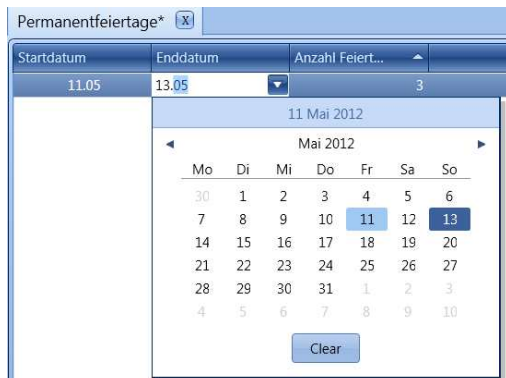 Permanentfeiertage* X
Startdatum Enddatum Anzahl Feiert...
11.05 13.05 3
11 Mai 2012
Mai 2012
Mo Di Mi Do Fr Sa So
30 1 2 3 4 5 6
7 8 9 10 11 12 13
14 15 16 17 18 19 20
21 22 23 24 25 26 27
28 29 30 31 1 2 3
4 5 6 7 8 9 10
Clear